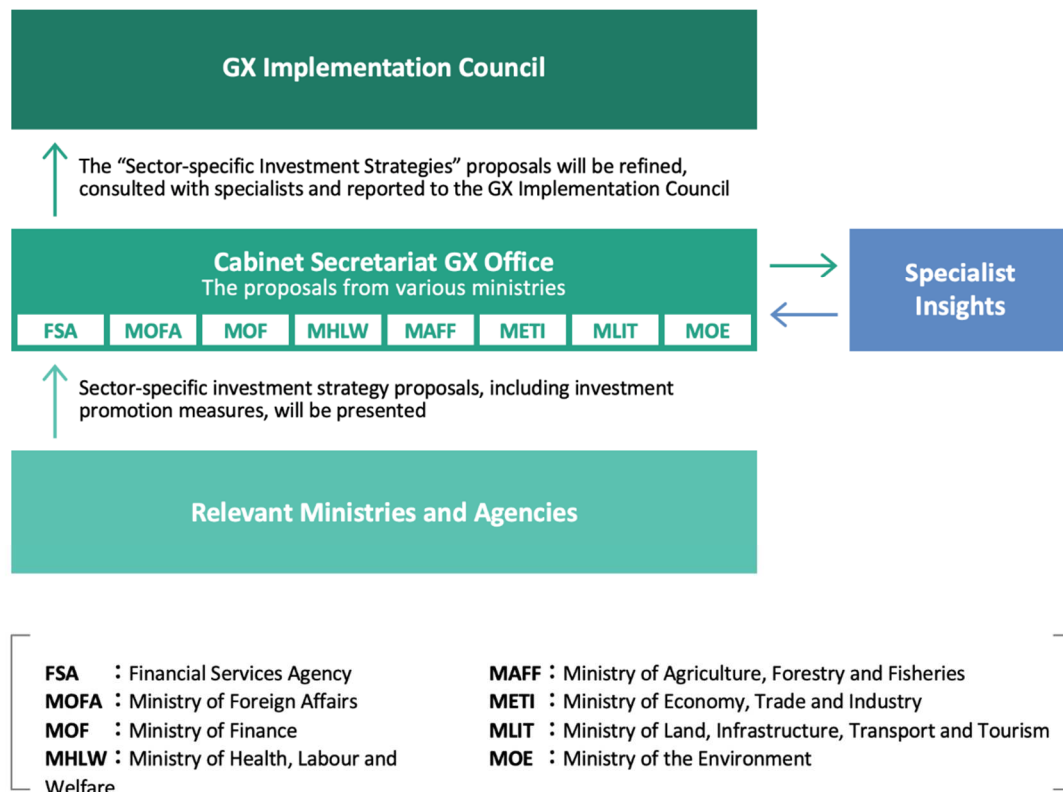 GX Implementation Council
The “Sector-specific Investment Strategies” proposals will be refined,
consulted with specialists and reported to the GX Implementation Council
Cabinet Secretariat GX Office
The proposals from various ministries
FSA MOFA MOF MHLW MAFF METI MLIT MOE
Specialist
Insights
Sector-specific investment strategy proposals, including investment
promotion measures, will be presented
Relevant Ministries and Agencies
FSA : Financial Services Agency
MOFA : Ministry of Foreign Affairs
MOF : Ministry of Finance
MHLW : Ministry of Health, Labour and
Welfare
MAFF : Ministry of Agriculture, Forestry and Fisheries
METI : Ministry of Economy, Trade and Industry
MLIT : Ministry of Land, Infrastructure, Transport and Tourism
MOE : Ministry of the Environment